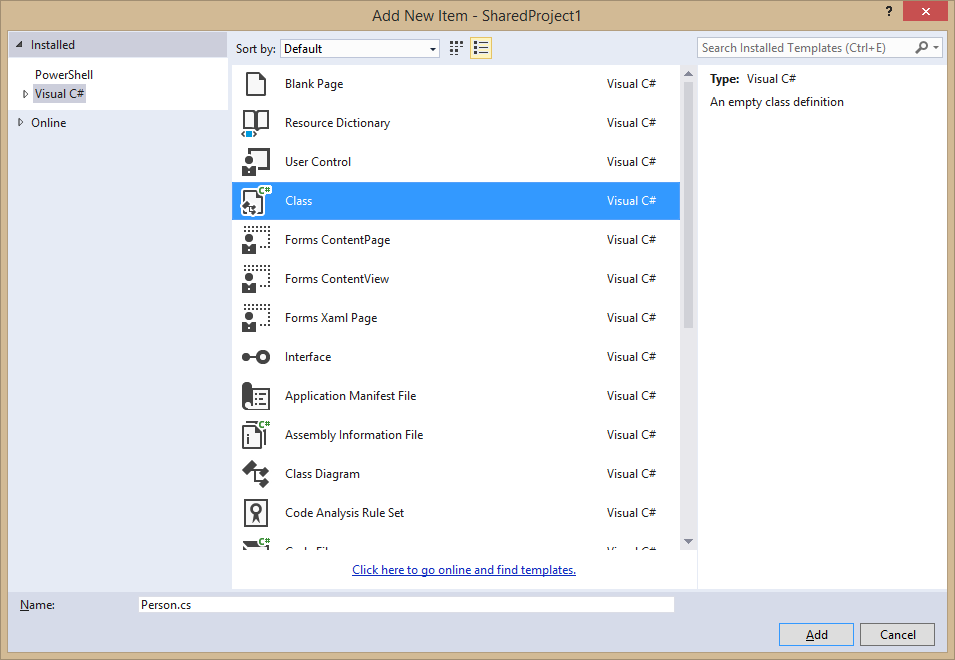 Add New Item - SharedProject1
?
Installed
PowerShell
Visual C#
Online
Sort by: Default
Search Installed Templates (Ctrl+E)
Blank Page Visual C#
Resource Dictionary Visual C#
User Control Visual C#
C# Class Visual C#
Forms ContentPage Visual C#
Forms ContentView Visual C#
Forms Xaml Page Visual C#
Interface Visual C#
Application Manifest File Visual C#
C# Assembly Information File Visual C#
Class Diagram Visual C#
Code Analysis Rule Set Visual C#
C# Code File Visual C#
Click here to go online and find templates.
Type: Visual C#
An empty class definition
Name: Person.cs
Add Cancel